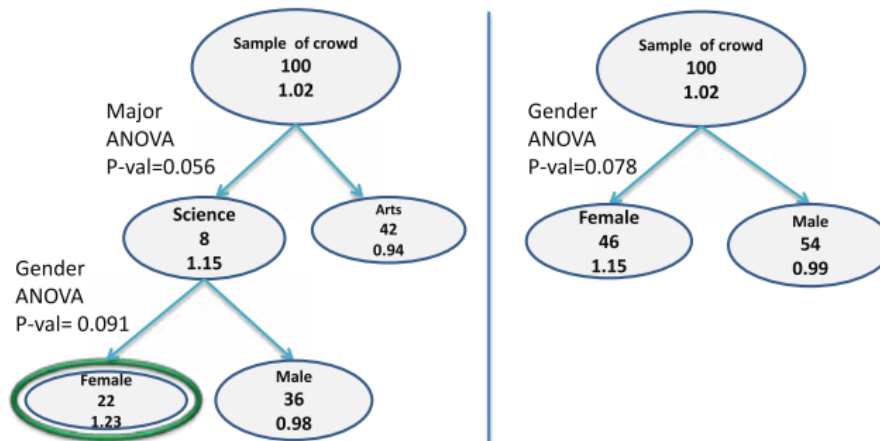 Sample of crowd
100
1.02
Major
ANOVA
P-val=0.056
Science
8
1.15
Arts
42
0.94
Gender
ANOVA
P-val= 0.091
Female
22
1.23
Male
36
0.98
Sample of crowd
100
1.02
Gender
ANOVA
P-val=0.078
Female
46
1.15
Male
54
0.99